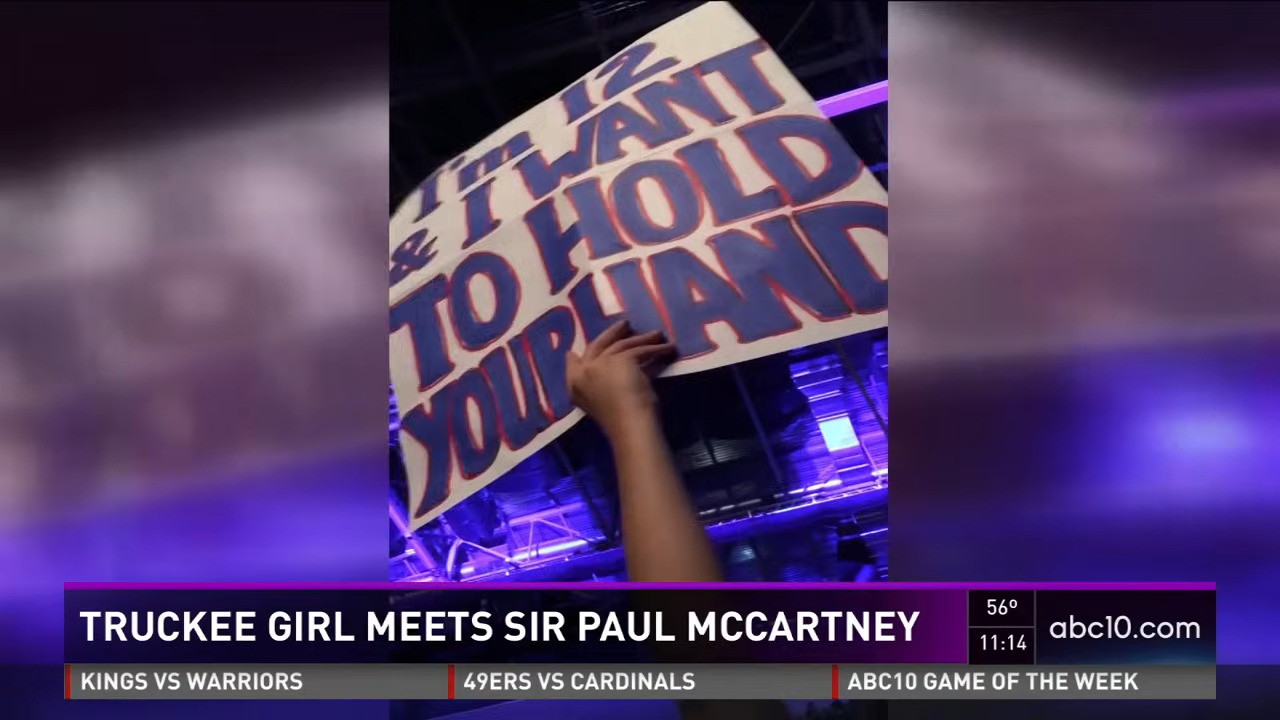 I'm 12
& I WANT
TO HOLD
YOUR HAND
TRUCKEE GIRL MEETS SIR PAUL MCCARTNEY
56º
11:14
abc10.com
KINGS VS WARRIORS
49ERS VS CARDINALS
ABC10 GAME OF THE WEEK